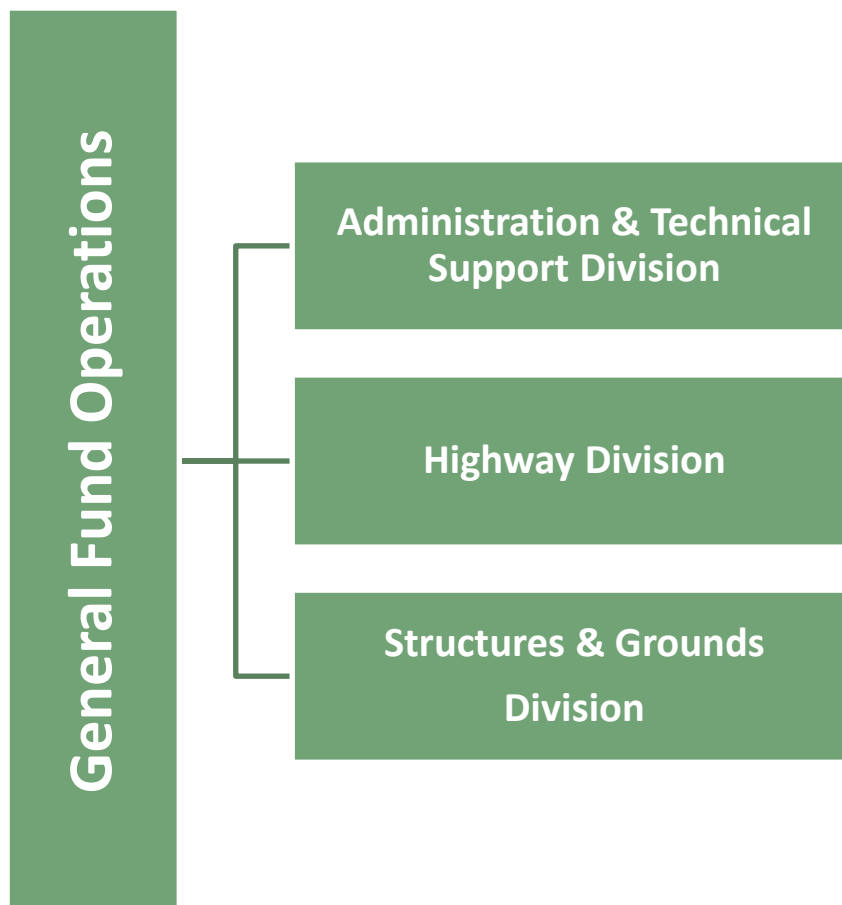 General Fund Operations
Administration & Technical
Support Division
Highway Division
Structures & Grounds
Division